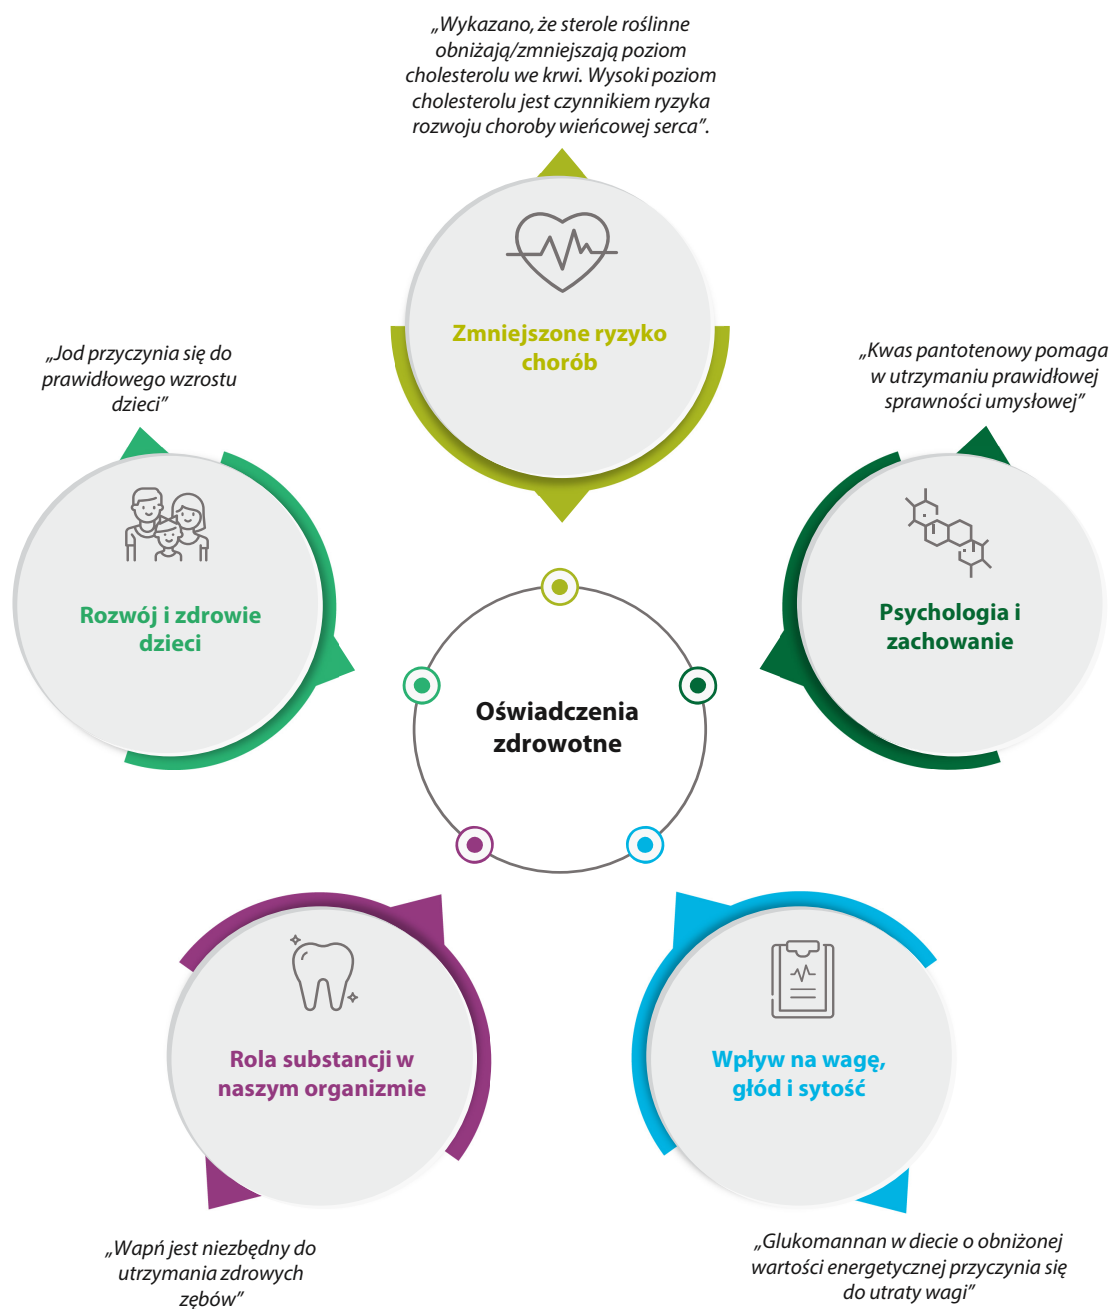 „Wykazano, że sterole roślinne
obniżają/zmniejszają poziom
cholesterolu we krwi. Wysoki poziom
cholesterolu jest czynnikiem ryzyka
rozwoju choroby wieńcowej serca”.
Zmniejszone ryzyko
chorób
„Jod przyczynia się do
prawidłowego wzrostu
dzieci”
Rozwój i zdrowie
dzieci
„Kwas pantotenowy pomaga
w utrzymaniu prawidłowej
sprawności umysłowej”
Psychologia i
zachowanie
Oświadczenia
zdrowotne
Rola substancji w
naszym organizmie
„Wapń jest niezbędny do
utrzymania zdrowych
zębów”
Wpływ na wagę,
głód i sytość
„Glukomannan w diecie o obniżonej
wartości energetycznej przyczynia się
do utraty wagi”